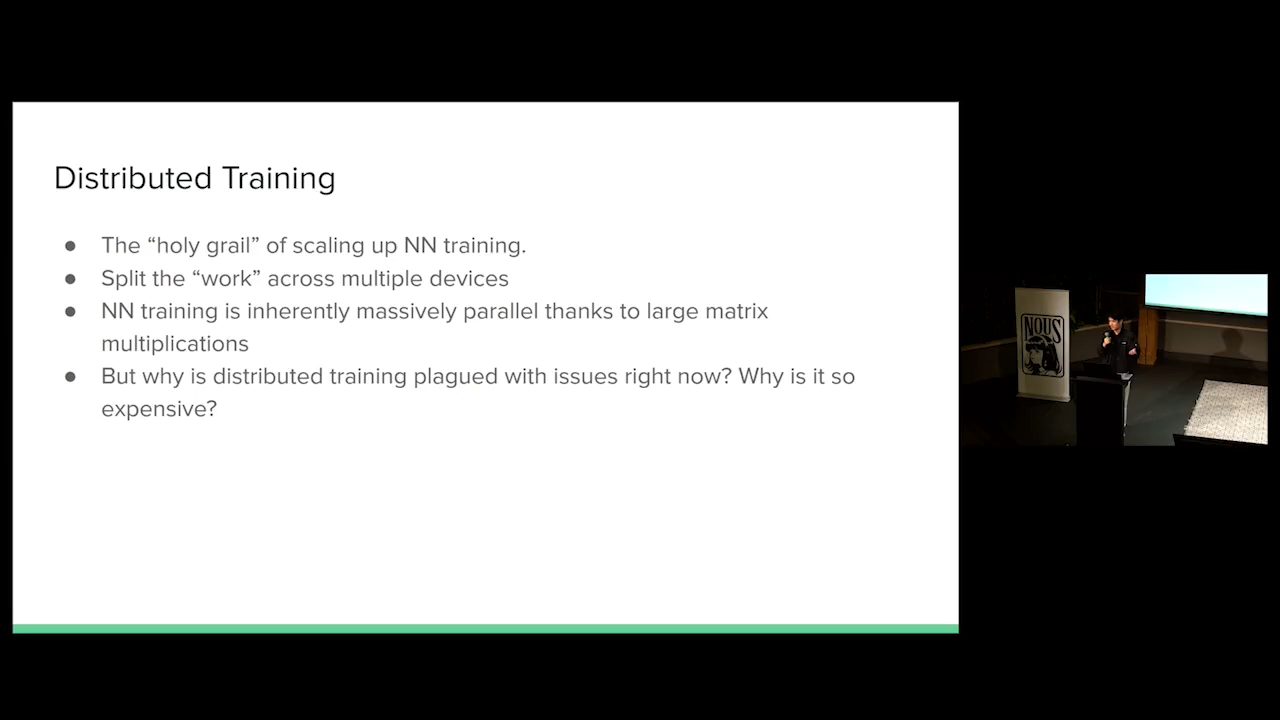 Distributed Training
● The “holy grail” of scaling up NN training.
● Split the “work” across multiple devices
● NN training is inherently massively parallel thanks to large matrix
multiplications
● But why is distributed training plagued with issues right now? Why is it so
expensive?
NOUS